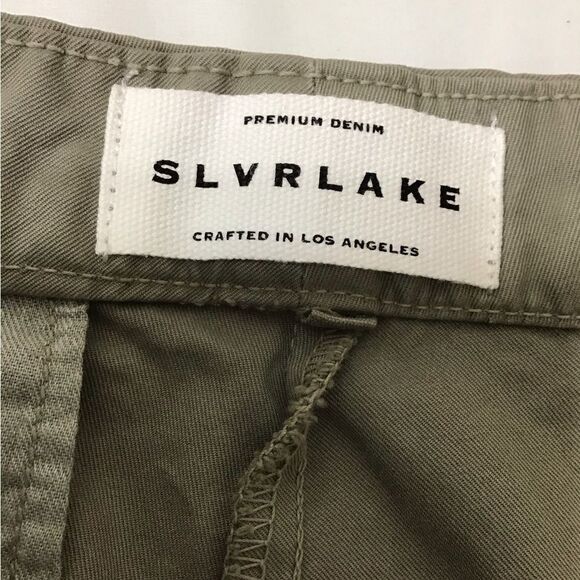 PREMIUM DENIM
SLVRLAKE
CRAFTED IN LOS ANGELES